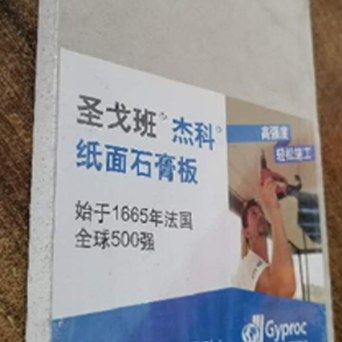 圣戈班 杰科
纸面石膏板
高强度
轻松施工
始于1665年法国
全球500强
Gyproc